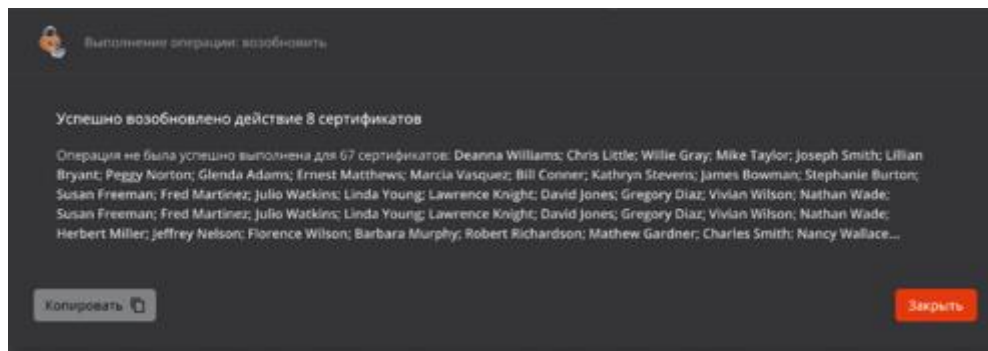 Выполнение операции: возобновить
Успешно возобновлено действие 8 сертификатов
Операция не была успешно выполнена для 67 сертификатов: Deanna Williams; Chris Little; Willie Gray; Mike Taylor; Joseph Smith; Lillian
Bryant; Peggy Norton; Glenda Adams; Ernest Matthews; Marcia Vasquez; Bill Conner; Kathryn Stevens; James Bowman; Stephanie Burton;
Susan Freeman; Fred Martinez; Julio Watkins; Linda Young; Lawrence Knight; David Jones; Gregory Diaz; Vivian Wilson; Nathan Wade;
Susan Freeman; Fred Martinez; Julio Watkins; Linda Young; Lawrence Knight; David Jones; Gregory Diaz; Vivian Wilson; Nathan Wade;
Herbert Miller; Jeffrey Nelson; Florence Wilson; Barbara Murphy; Robert Richardson; Mathew Gardner; Charles Smith; Nancy Wallace...
Копировать
Закрыть